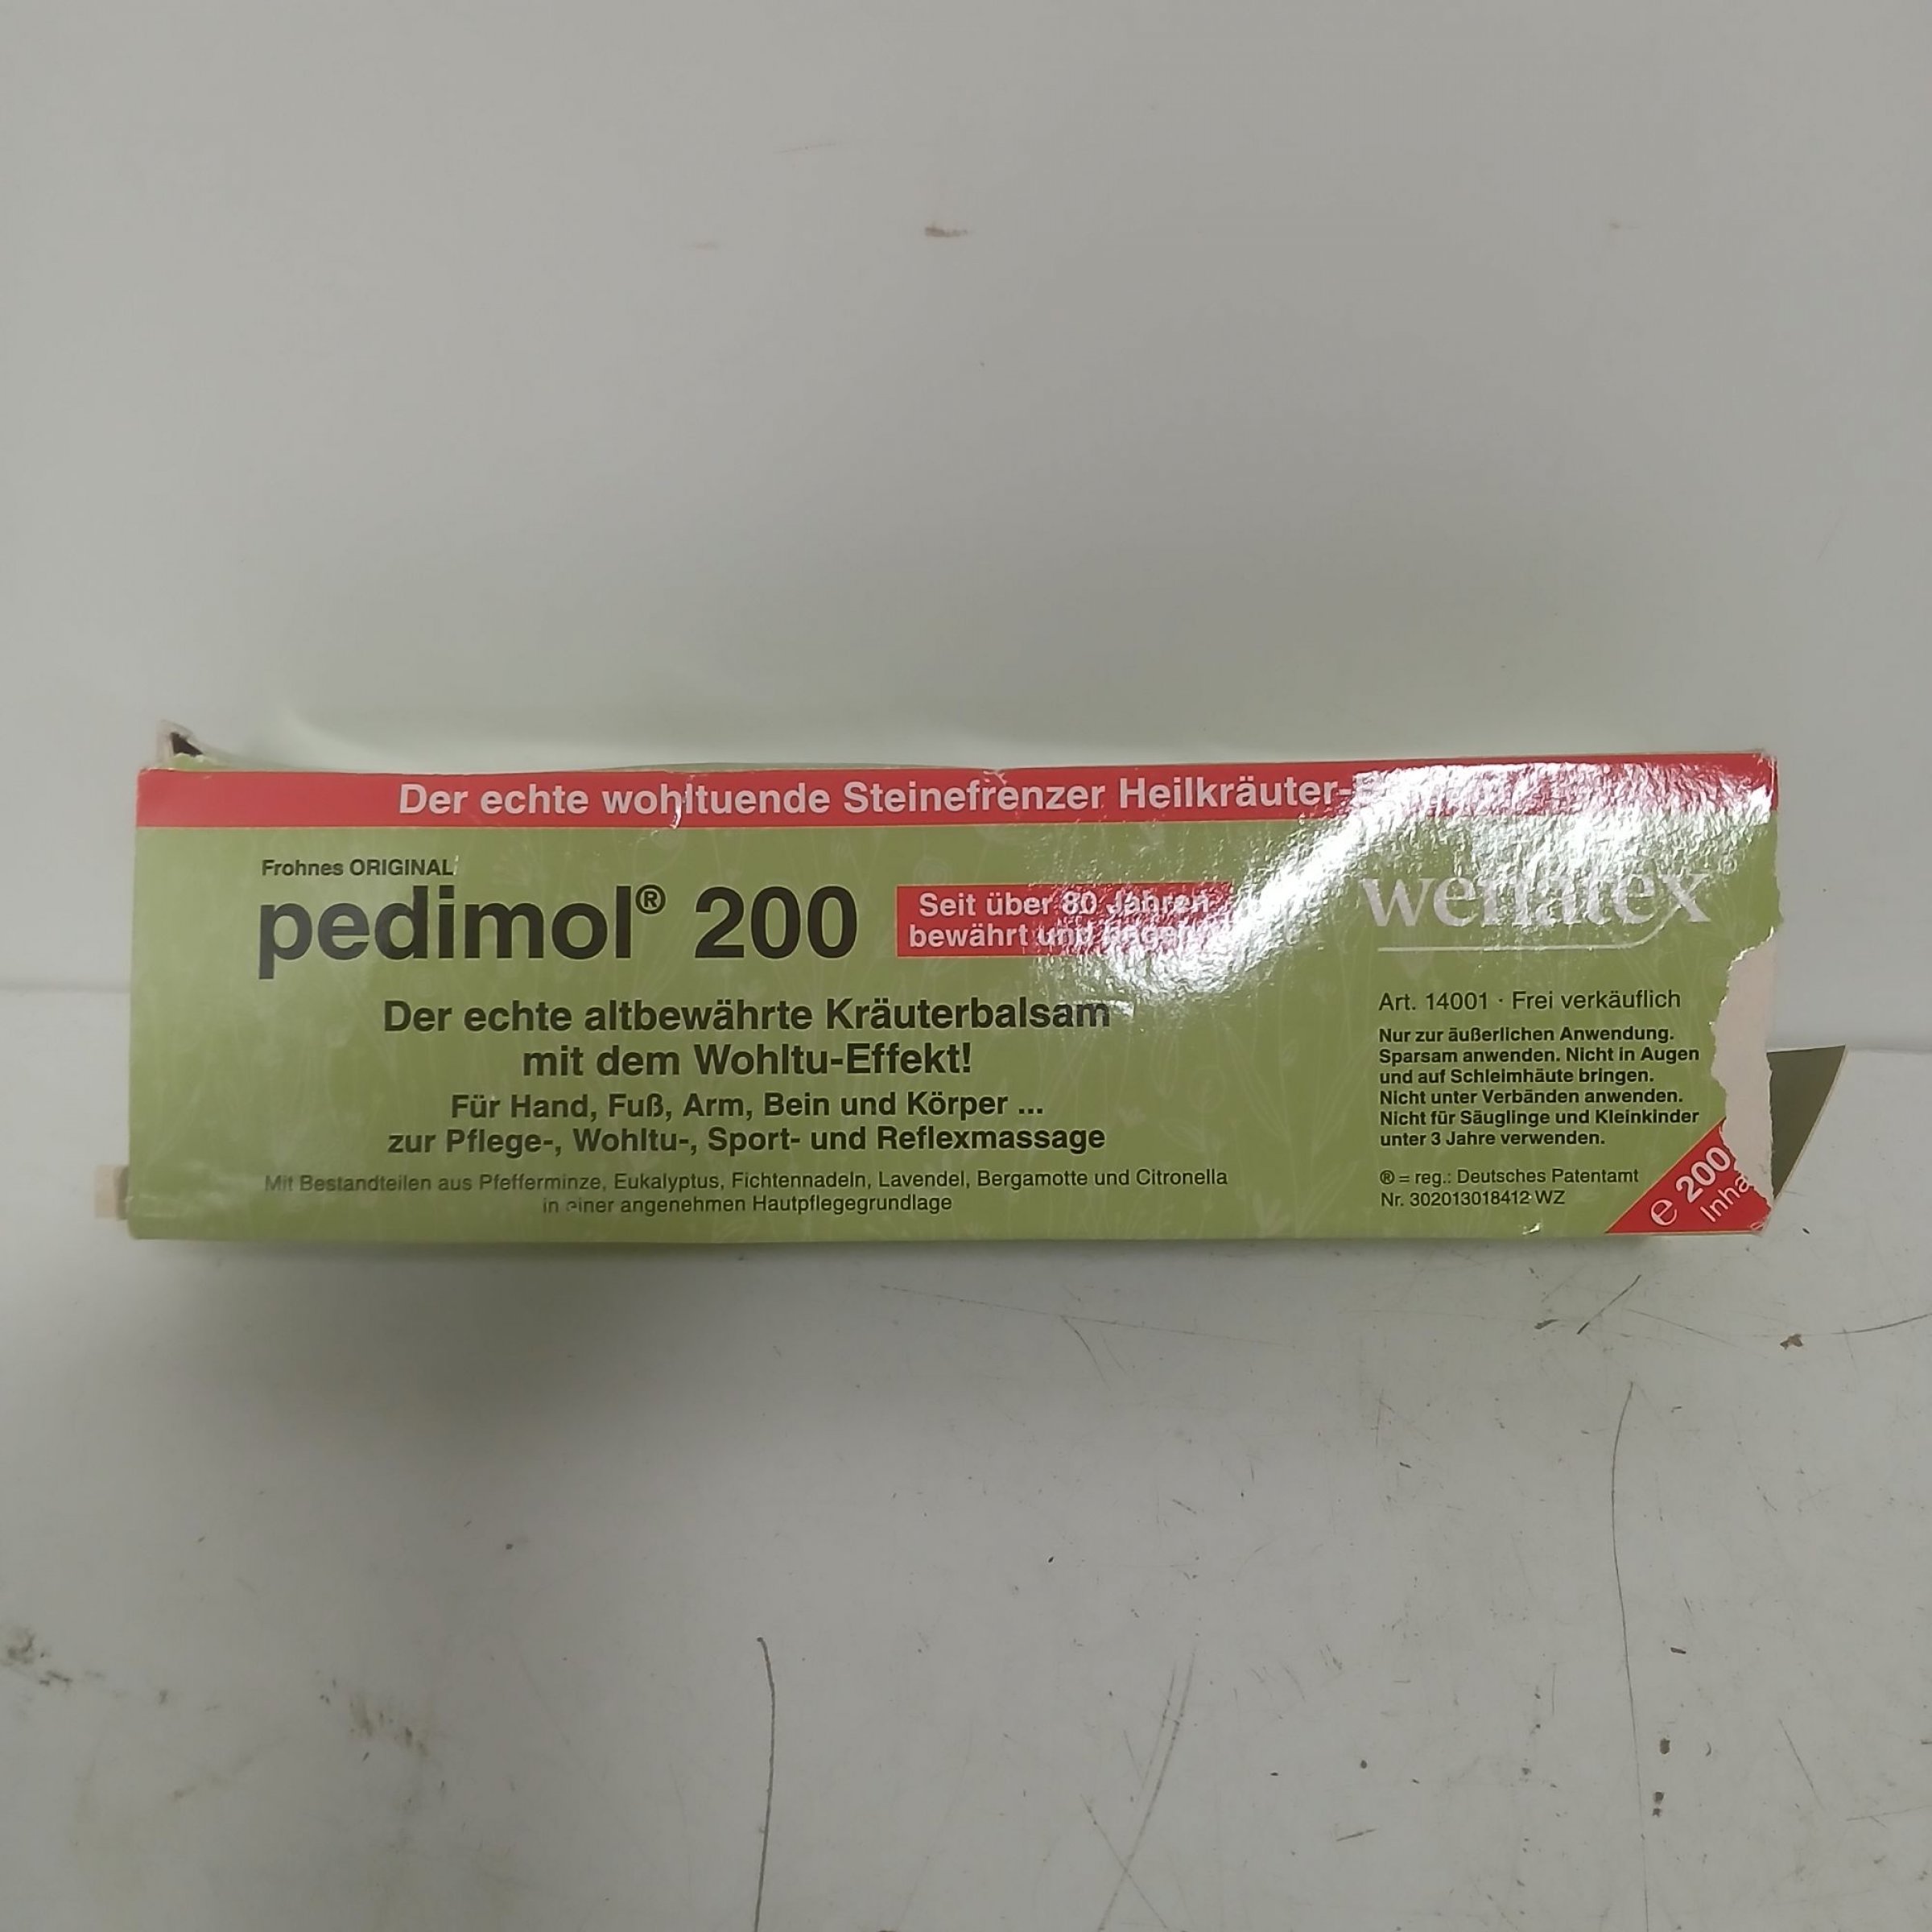 Der echte wohltuende Steinefrenzer Heilkräuter-
Frohnes ORIGINAL
pedimol® 200
Seit über 80 Jahren
bewährt und
wenatex®
Der echte altbewährte Kräuterbalsam
mit dem Wohltu-Effekt!
Für Hand, Fuß, Arm, Bein und Körper ...
zur Pflege-, Wohltu-, Sport- und Reflexmassage
Mit Bestandteilen aus Pfefferminze, Eukalyptus, Fichtennadeln, Lavendel, Bergamotte und Citronella
in einer angenehmen Hautpflegegrundlage
Art. 14001 · Frei verkäuflich
Nur zur äußerlichen Anwendung.
Sparsam anwenden. Nicht in Augen
und auf Schleimhäute bringen.
Nicht unter Verbänden anwenden.
Nicht für Säuglinge und Kleinkinder
unter 3 Jahre verwenden.
® = reg.: Deutsches Patentamt
Nr. 302013018412 WZ
e 200